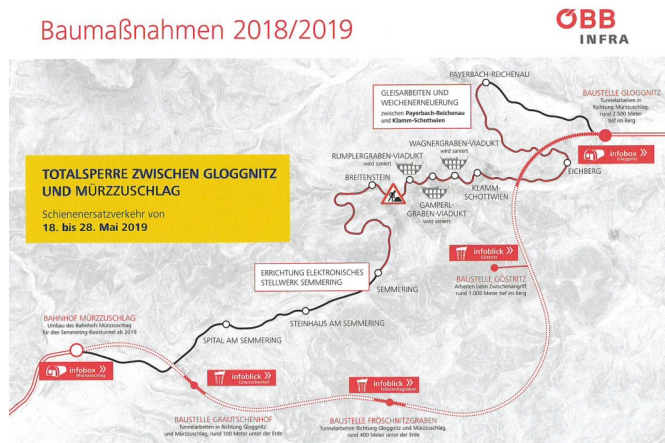 Baumaßnahmen 2018/2019
ÖBB
INFRA
PAYERBACH-REICHENAU
GLEISARBEITEN UND
WEICHENERNEUERUNG
zwischen Payerbach-Reichenau
und Klamm-Schottwien
BAUSTELLE GLOGGNITZ
Tunnelarbeiten in
Richtung Mürzzuschlag,
rund 2.500 Meter
tief im Berg
infobox »
Gloggnitz
WAGNERGRABEN-VIADUKT
wird saniert
RUMPLERGRABEN-VIADUKT
wird saniert
BREITENSTEIN
EICHBERG
KLAMM-
SCHOTTWIEN
GAMPERL-
GRABEN-VIADUKT
wird saniert
TOTALSPERRE ZWISCHEN GLOGGNITZ
UND MÜRZZUSCHLAG
Schienenersatzverkehr von
18. bis 28. Mai 2019
infoblick »
Göstritz
BAUSTELLE GÖSTRITZ
Arbeiten beim Zwischenangriff,
rund 1.000 Meter tief im Berg
ERRICHTUNG ELEKTRONISCHES
STELLWERK SEMMERING
SEMMERING
STEINHAUS AM SEMMERING
SPITAL AM SEMMERING
BAHNHOF MÜRZZUSCHLAG
Umbau des Bahnhofs Mürzzuschlag
für den Semmering-Basistunnel ab 2019
infobox »
Mürzzuschlag
infoblick »
Grautschenhof
infoblick »
Fröschnitzgraben
BAUSTELLE GRAUTSCHENHOF
Tunnelarbeiten in Richtung Gloggnitz
und Mürzzuschlag, rund 100 Meter unter der Erde
BAUSTELLE FRÖSCHNITZGRABEN
Tunnelarbeiten Richtung Gloggnitz und Mürzzuschlag,
rund 400 Meter unter der Erde